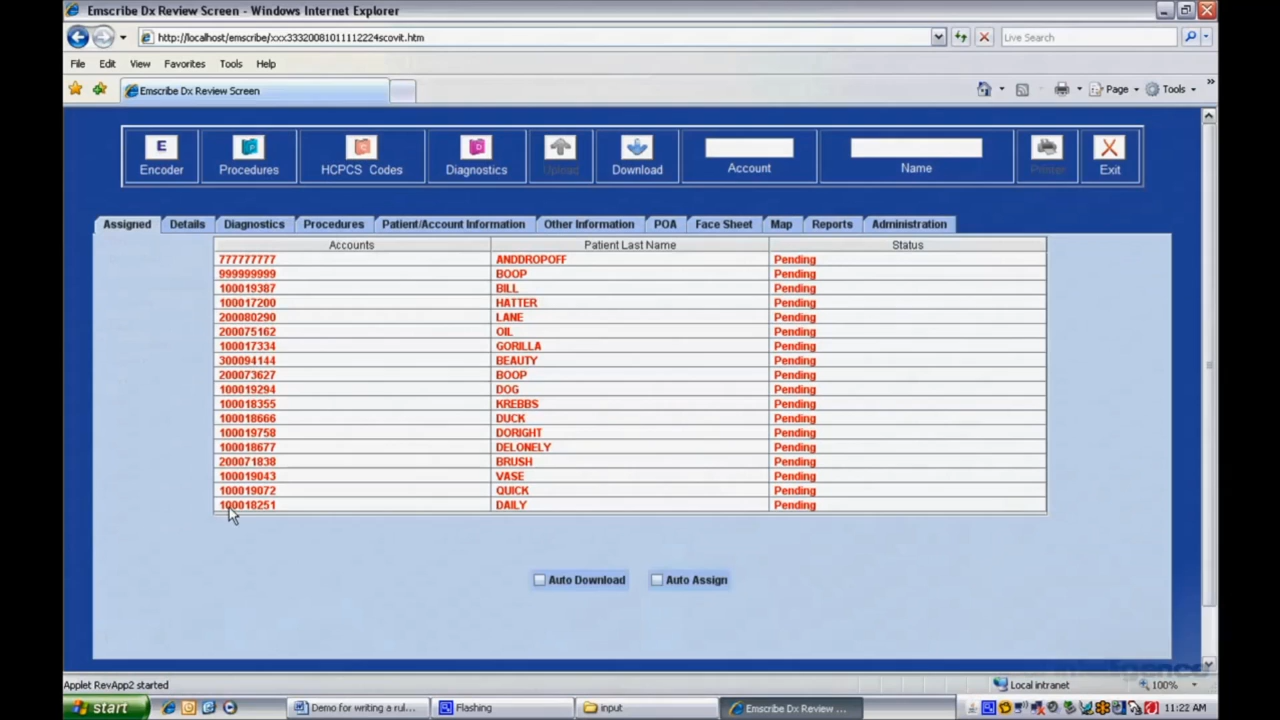 Emscribe Dx Review Screen - Windows Internet Explorer
http://localhost/emscribe/xxx33320081011112224scovit.htm
Live Search
File Edit View Favorites Tools Help
Emscribe Dx Review Screen
Page Tools
E
Encoder Procedures HCPCS Codes Diagnostics Upload Download Account Name Exit
Assigned Details Diagnostics Procedures Patient/Account Information Other Information POA Face Sheet Map Reports Administration
Accounts Patient Last Name Status
777777777 ANDDROPOFF Pending
999999999 BOOP Pending
100019387 BILL Pending
100017200 HATTER Pending
200080290 LANE Pending
200075162 OIL Pending
100017334 GORILLA Pending
300094144 BEAUTY Pending
200073627 BOOP Pending
100019294 DOG Pending
100018355 KREBBS Pending
100018666 DUCK Pending
100019758 DORIGHT Pending
100018677 DELONELY Pending
200071838 BRUSH Pending
100019043 VASE Pending
100019072 QUICK Pending
100018251 DAILY Pending
Auto Download Auto Assign
Applet RevApp2 started Local intranet 100%
start Demo for writing a rul... Flashing input Emscribe Dx Review ... 11:22 AM